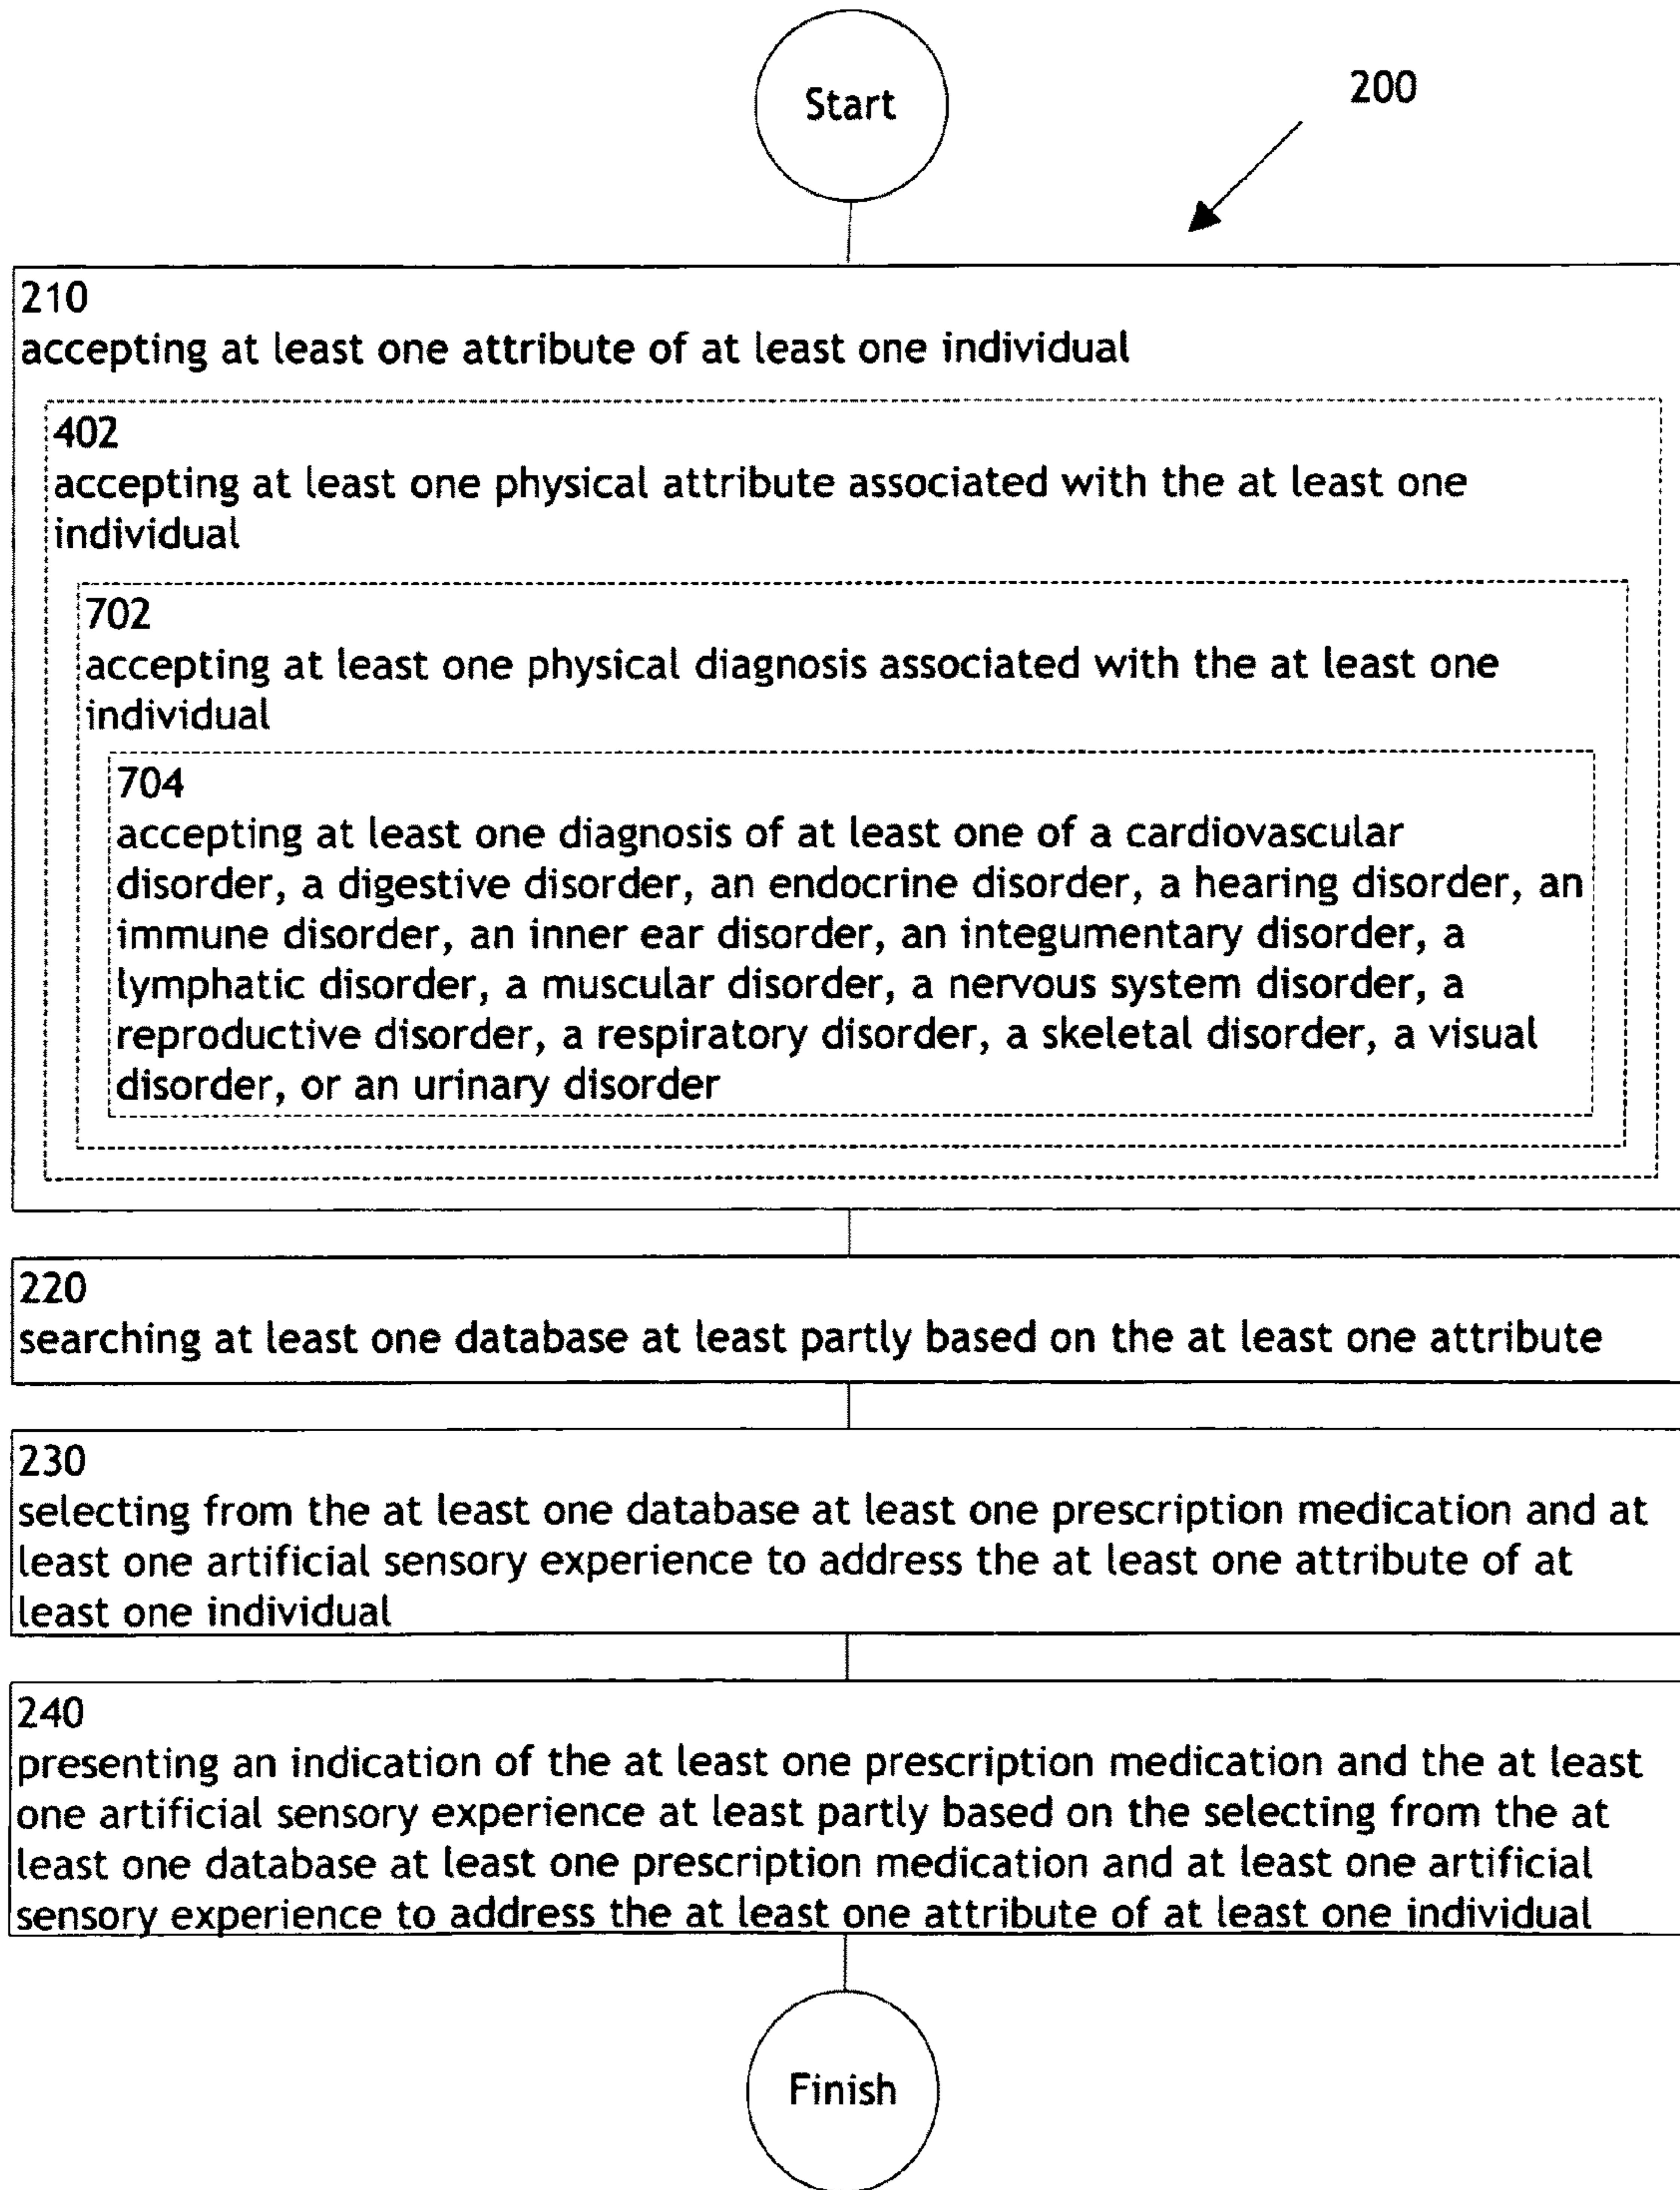 Start
200
210
accepting at least one attribute of at least one individual
402
accepting at least one physical attribute associated with the at least one
individual
702
accepting at least one physical diagnosis associated with the at least one
individual
704
accepting at least one diagnosis of at least one of a cardiovascular
disorder, a digestive disorder, an endocrine disorder, a hearing disorder, an
immune disorder, an inner ear disorder, an integumentary disorder, a
lymphatic disorder, a muscular disorder, a nervous system disorder, a
reproductive disorder, a respiratory disorder, a skeletal disorder, a visual
disorder, or an urinary disorder
220
searching at least one database at least partly based on the at least one attribute
230
selecting from the at least one database at least one prescription medication and at
least one artificial sensory experience to address the at least one attribute of at
least one individual
240
presenting an indication of the at least one prescription medication and the at least
one artificial sensory experience at least partly based on the selecting from the at
least one database at least one prescription medication and at least one artificial
sensory experience to address the at least one attribute of at least one individual
Finish